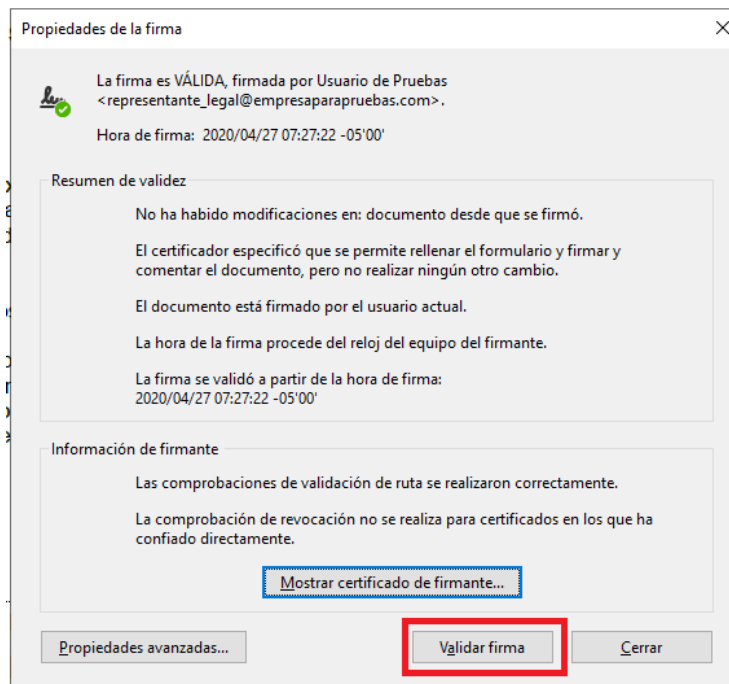 Propiedades de la firma
La firma es VÁLIDA, firmada por Usuario de Pruebas
<representante_legal@empresaparapruebas.com>.
Hora de firma: 2020/04/27 07:27:22 -05'00'
Resumen de validez
No ha habido modificaciones en: documento desde que se firmó.
El certificador especificó que se permite rellenar el formulario y firmar y
comentar el documento, pero no realizar ningún otro cambio.
El documento está firmado por el usuario actual.
La hora de la firma procede del reloj del equipo del firmante.
La firma se validó a partir de la hora de firma:
2020/04/27 07:27:22 -05'00'
Información de firmante
Las comprobaciones de validación de ruta se realizaron correctamente.
La comprobación de revocación no se realiza para certificados en los que ha
confiado directamente.
Mostrar certificado de firmante...
Propiedades avanzadas...
Validar firma
Cerrar